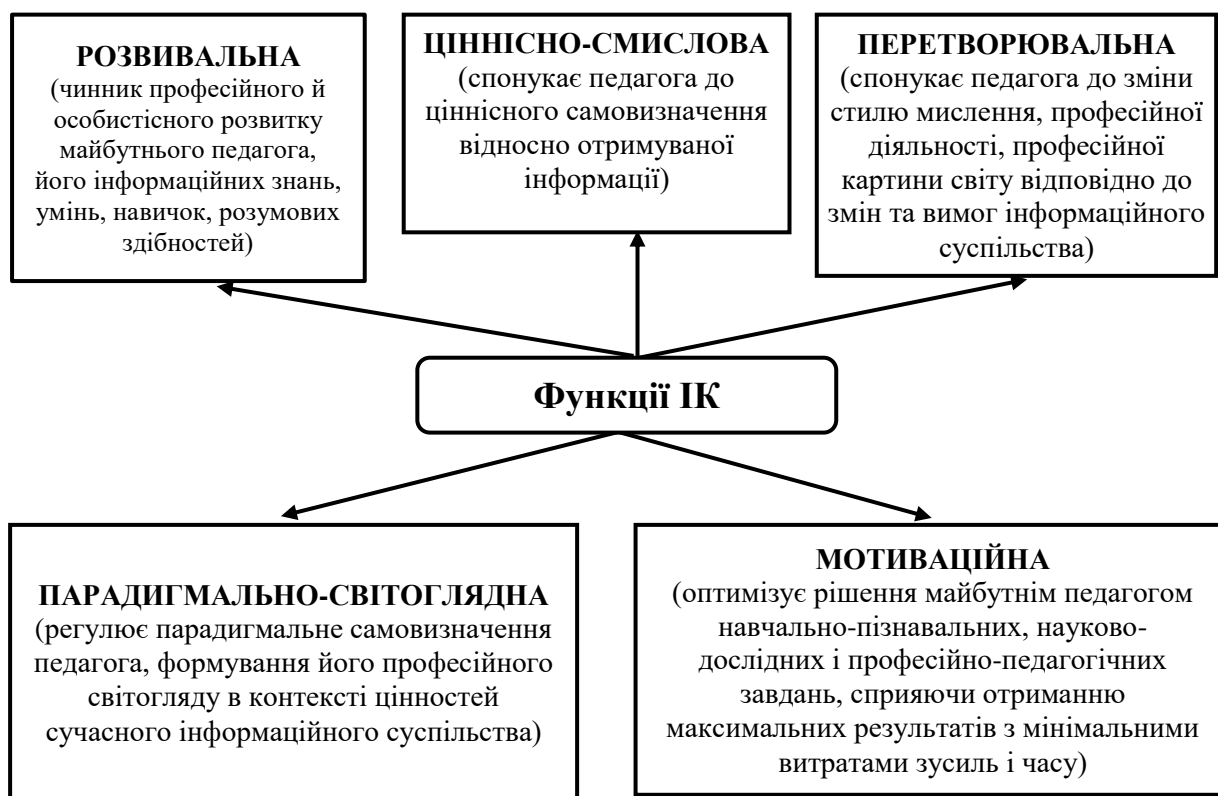 РОЗВИВАЛЬНА
(чинник професійного й
особистісного розвитку
майбутнього педагога,
його інформаційних знань,
умінь, навичок, розумових
здібностей)
ЦІННІСНО-СМИСЛОВА
(спонукає педагога до
ціннісного самовизначення
відносно отримуваної
інформації)
ПЕРЕТВОРЮВАЛЬНА
(спонукає педагога до зміни
стилю мислення, професійної
діяльності, професійної
картини світу відповідно до
змін та вимог інформаційного
суспільства)
Функції ІК
ПАРАДИГМАЛЬНО-СВІТОГЛЯДНА
(регулює парадигмальне самовизначення
педагога, формування його професійного
світогляду в контексті цінностей
сучасного інформаційного суспільства)
МОТИВАЦІЙНА
(оптимізує рішення майбутнім педагогом
навчально-пізнавальних, науково-
дослідних і професійно-педагогічних
завдань, сприяючи отриманню
максимальних результатів з мінімальними
витратами зусиль і часу)